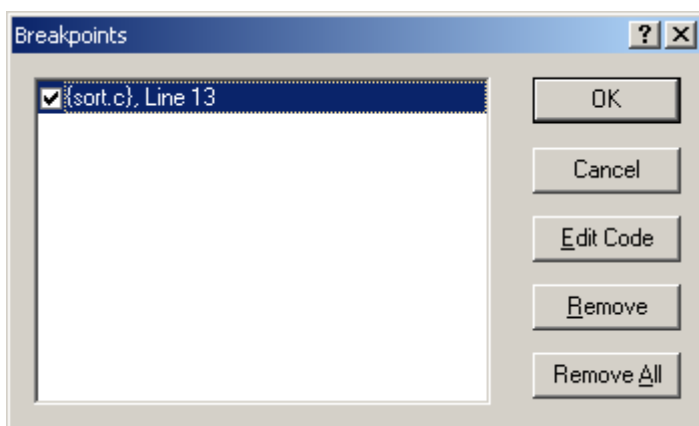 Breakpoints
{sort.c}, Line 13
OK
Cancel
Edit Code
Remove
Remove All